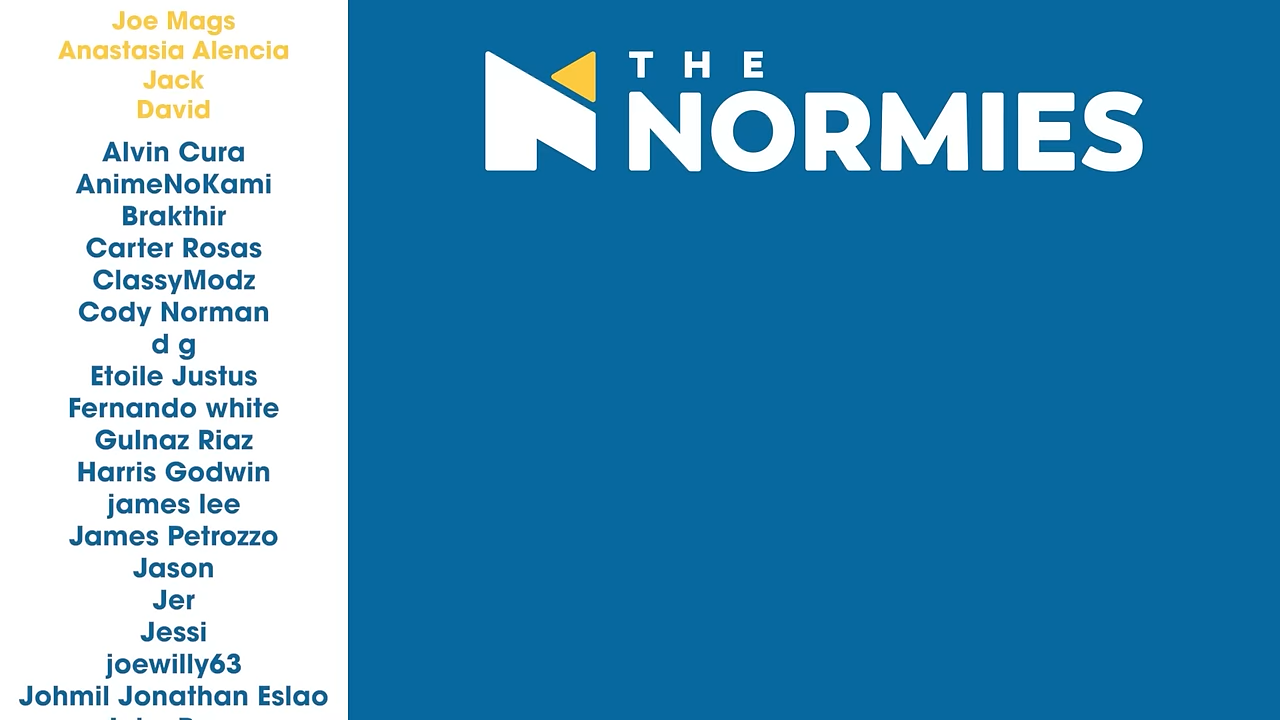 Joe Mags
Anastasia Alencia
Jack
David
Alvin Cura
AnimeNoKami
Brakthir
Carter Rosas
ClassyModz
Cody Norman
d g
Etoile Justus
Fernando white
Gulnaz Riaz
Harris Godwin
james lee
James Petrozzo
Jason
Jer
Jessi
joewilly63
Johmil Jonathan Eslao
THE
NORMIES